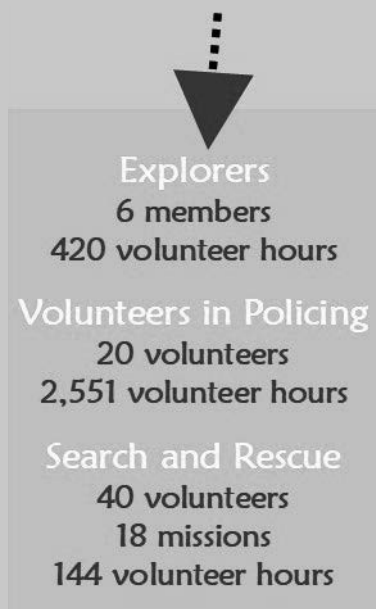 Explorers
6 members
420 volunteer hours
Volunteers in Policing
20 volunteers
2,551 volunteer hours
Search and Rescue
40 volunteers
18 missions
144 volunteer hours